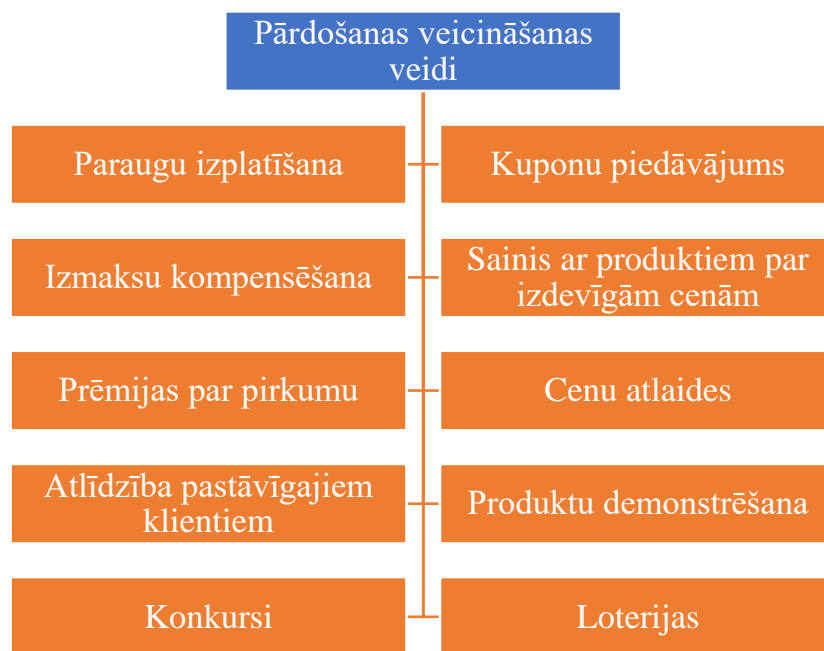 Pārdošanas veicināšanas
veidi
Paraugu izplatīšana
Kuponu piedāvājums
Izmaksu kompensēšana
Sainis ar produktiem par
izdevīgām cenām
Prēmijas par pirkumu
Cenu atlaides
Atlīdzība pastāvīgajiem
klientiem
Produktu demonstrēšana
Konkursi
Loterijas